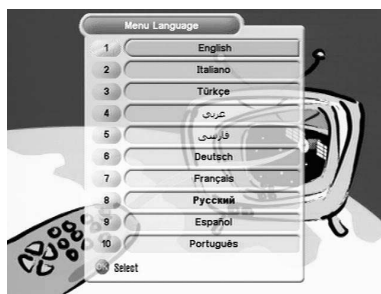 Menu Language
1 English
2 Italiano
3 Türkçe
4 عربي
5 فارسی
6 Deutsch
7 Français
8 Русский
9 Español
10 Português
OK Select